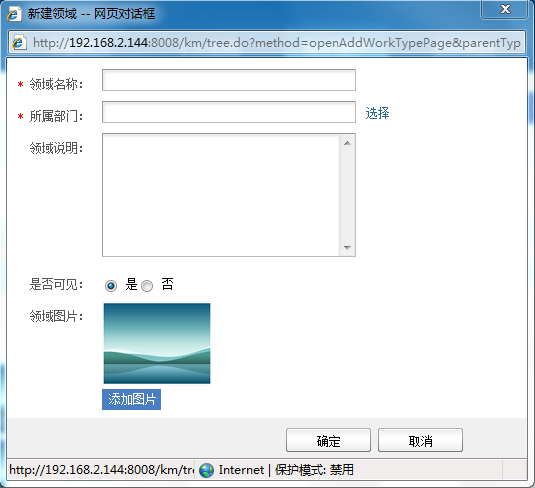 新建领域 -- 网页对话框
http://192.168.2.144:8008/km/tree.do?method=openAddWorkTypePage&parentTyp
* 领域名称：
* 所属部门： 选择
领域说明：
是否可见： 是 否
领域图片：
添加图片
确定 取消
http://192.168.2.144:8008/km/tre Internet | 保护模式: 禁用